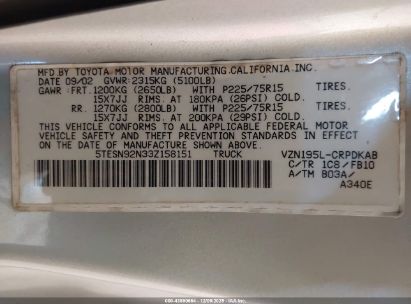 MFD.BY TOYOTA MOTOR MANUFACTURING.CALIFORNIA.INC.
DATE 09/02 GVWR:2315KG (5100LB)
GAWR:FRT.1200KG (2650LB) WITH P225/75R15 TIRES.
15X7JJ RIMS. AT 180KPA (26PSI) COLD.
RR.1270KG (2800LB) WITH P225/75R15 TIRES.
15X7JJ RIMS. AT 200KPA (29PSI) COLD.
THIS VEHICLE CONFORMS TO ALL APPLICABLE FEDERAL MOTOR
VEHICLE SAFETY AND THEFT PREVENTION STANDARDS IN EFFECT
ON THE DATE OF MANUFACTURE SHOWN ABOVE.
5TESN92N33Z158151 TRUCK VZN195L-CRPDKAB
C/TR 1C8 /FB10
A/TM B03A/
A340E